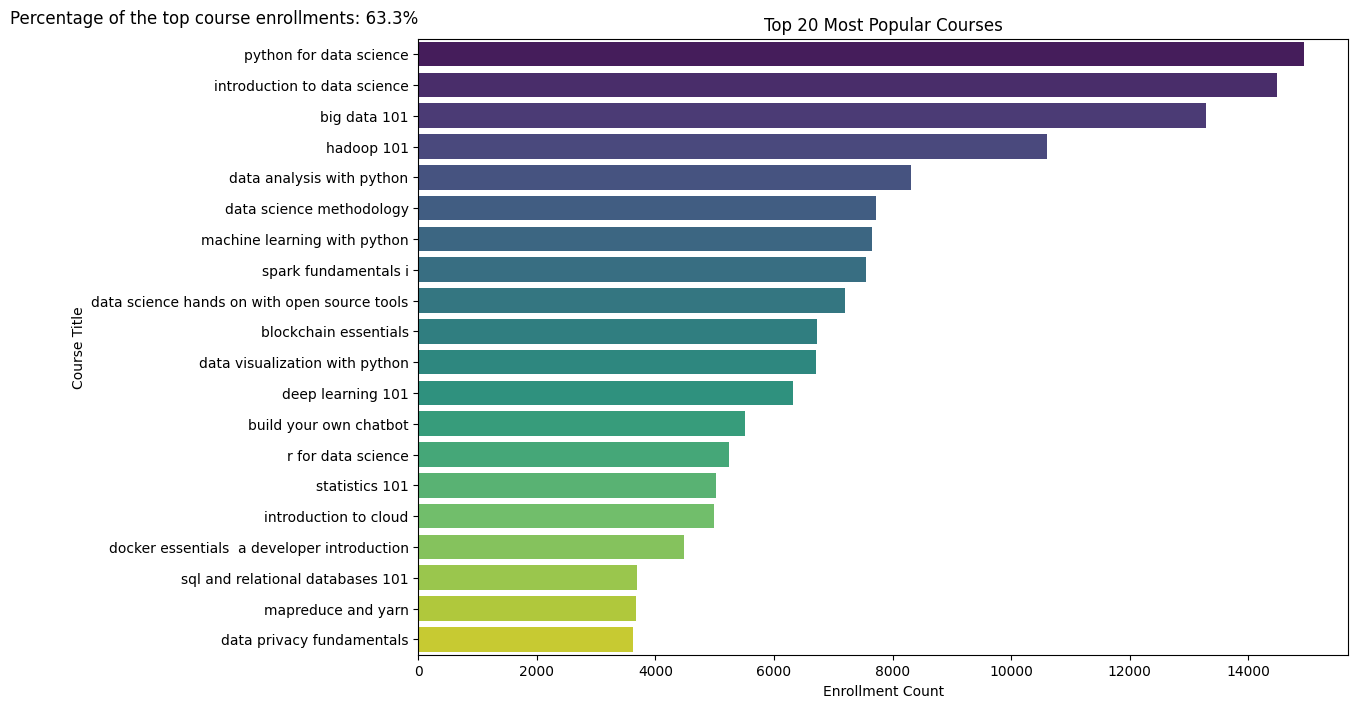 Percentage of the top course enrollments: 63.3%
Top 20 Most Popular Courses
Course Title
python for data science
introduction to data science
big data 101
hadoop 101
data analysis with python
data science methodology
machine learning with python
spark fundamentals i
data science hands on with open source tools
blockchain essentials
data visualization with python
deep learning 101
build your own chatbot
r for data science
statistics 101
introduction to cloud
docker essentials  a developer introduction
sql and relational databases 101
mapreduce and yarn
data privacy fundamentals
0 2000 4000 6000 8000 10000 12000 14000
Enrollment Count